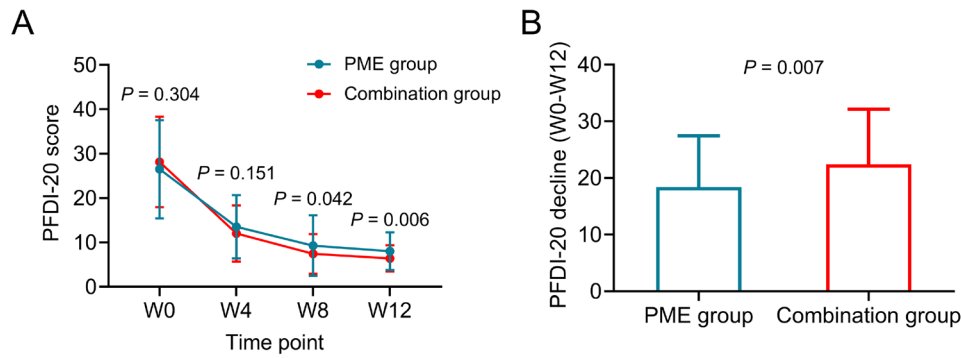 A
PFDI-20 score
50
40
30
20
10
0
PME group
Combination group
P = 0.304
P = 0.151
P = 0.042
P = 0.006
W0 W4 W8 W12
Time point
B
PFDI-20 decline (W0-W12)
40
30
20
10
0
P = 0.007
PME group Combination group